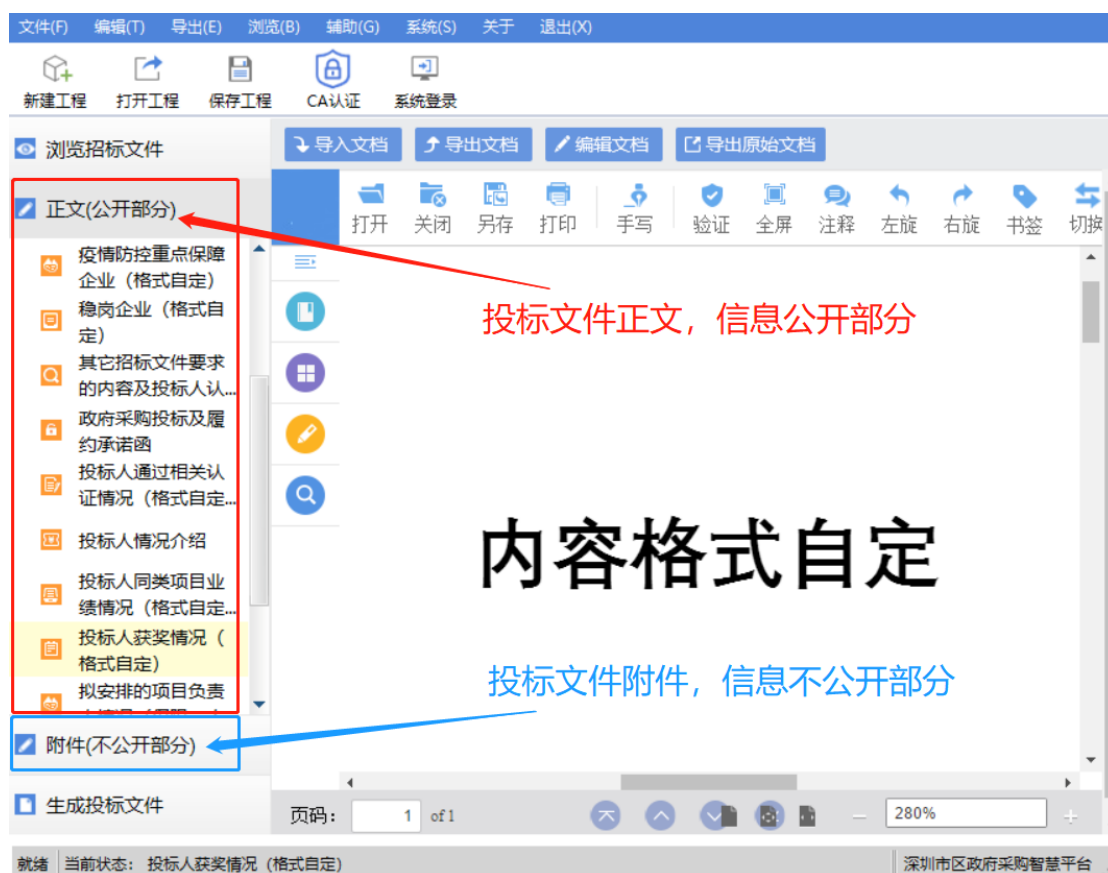 文件(F) 编辑(T) 导出(E) 浏览(B) 辅助(G) 系统(S) 关于 退出(X)
新建工程 打开工程 保存工程 CA认证 系统登录
浏览招标文件
导入文档 导出文档 编辑文档 导出原始文档
正文(公开部分)
打开 关闭 另存 打印 手写 验证 全屏 注释 左旋 右旋 书签 切换
疫情防控重点保障
企业（格式自定）
稳岗企业（格式自
定）
其它招标文件要求
的内容及投标人认...
政府采购投标及履
约承诺函
投标人通过相关认
证情况（格式自定...
投标人情况介绍
投标人同类项目业
绩情况（格式自定...
投标人获奖情况（
格式自定）
拟安排的项目负责
投标文件正文，信息公开部分
内容格式自定
投标文件附件，信息不公开部分
附件(不公开部分)
生成投标文件
页码: 1 of 1 280%
就绪 当前状态: 投标人获奖情况（格式自定） 深圳市区政府采购智慧平台